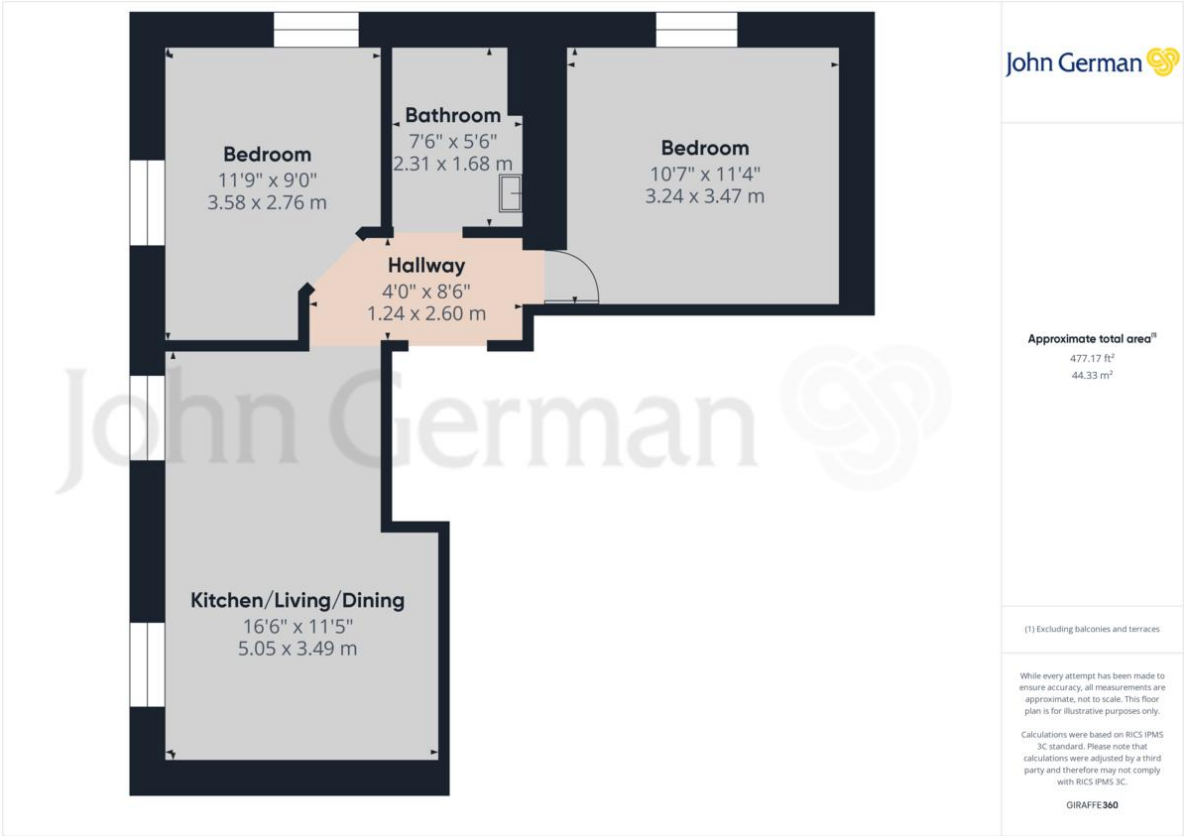 Bedroom
11'9" x 9'0"
3.58 x 2.76 m
Bathroom
7'6" x 5'6"
2.31 x 1.68 m
Bedroom
10'7" x 11'4"
3.24 x 3.47 m
Hallway
4'0" x 8'6"
1.24 x 2.60 m
John German
Kitchen/Living/Dining
16'6" x 11'5"
5.05 x 3.49 m
John German
Approximate total area⁽¹⁾
477.17 ft²
44.33 m²
(1) Excluding balconies and terraces
While every attempt has been made to
ensure accuracy, all measurements are
approximate, not to scale. This floor
plan is for illustrative purposes only.
Calculations were based on RICS IPMS
3C standard. Please note that
calculations were adjusted by a third
party and therefore may not comply
with RICS IPMS 3C.
GIRAFFE360